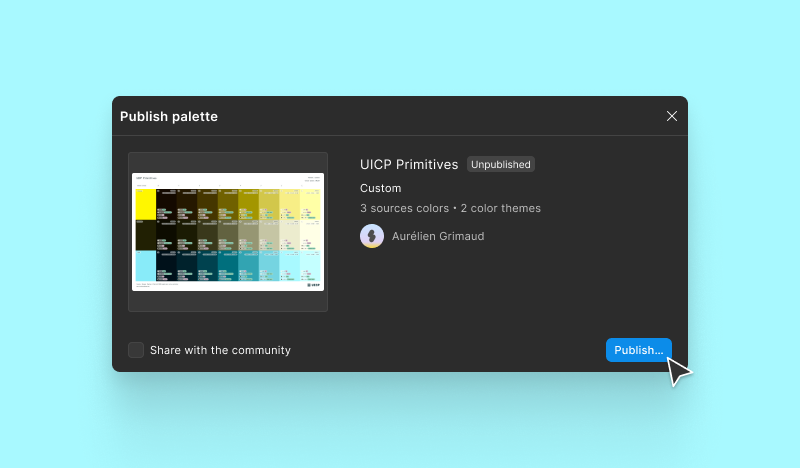 Publish palette
UICP Primitives
Unpublished
Custom
3 sources colors • 2 color themes
Aurélien Grimaud
Share with the community
Publish...